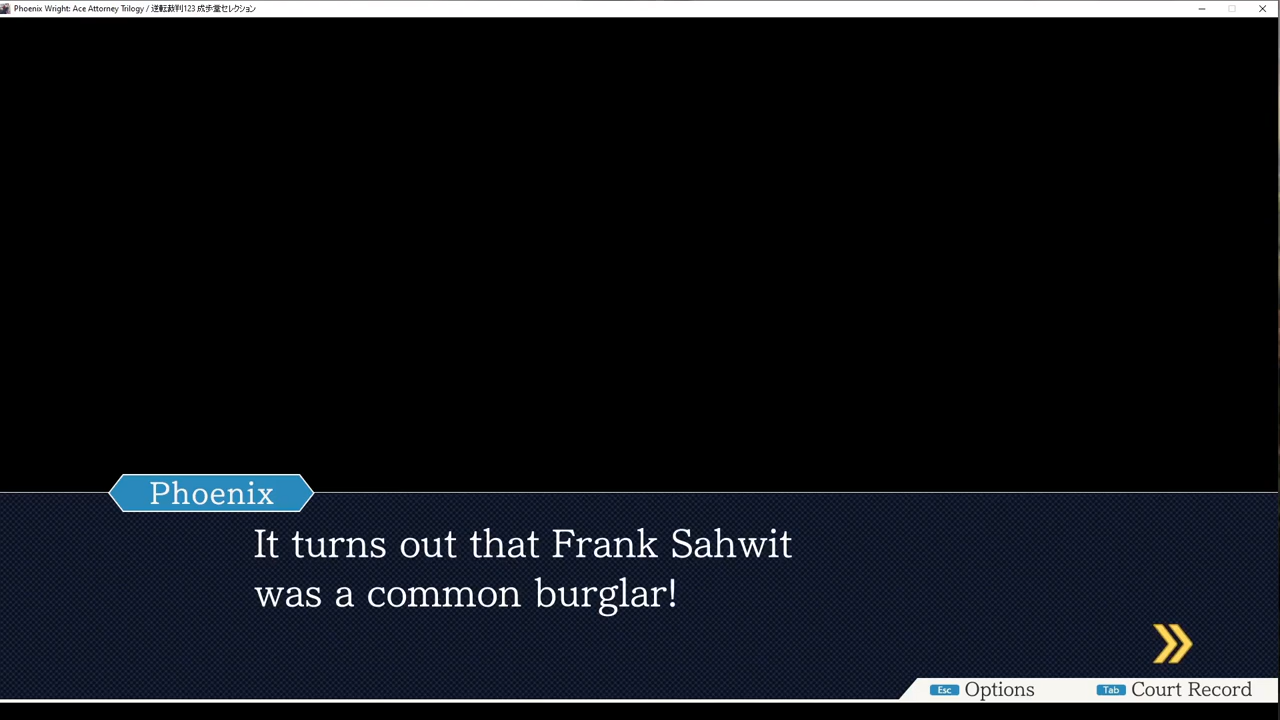 Phoenix Wright: Ace Attorney Trilogy / 逆転裁判123 成歩堂セレクション
Phoenix
It turns out that Frank Sahwit
was a common burglar!
Esc Options Tab Court Record